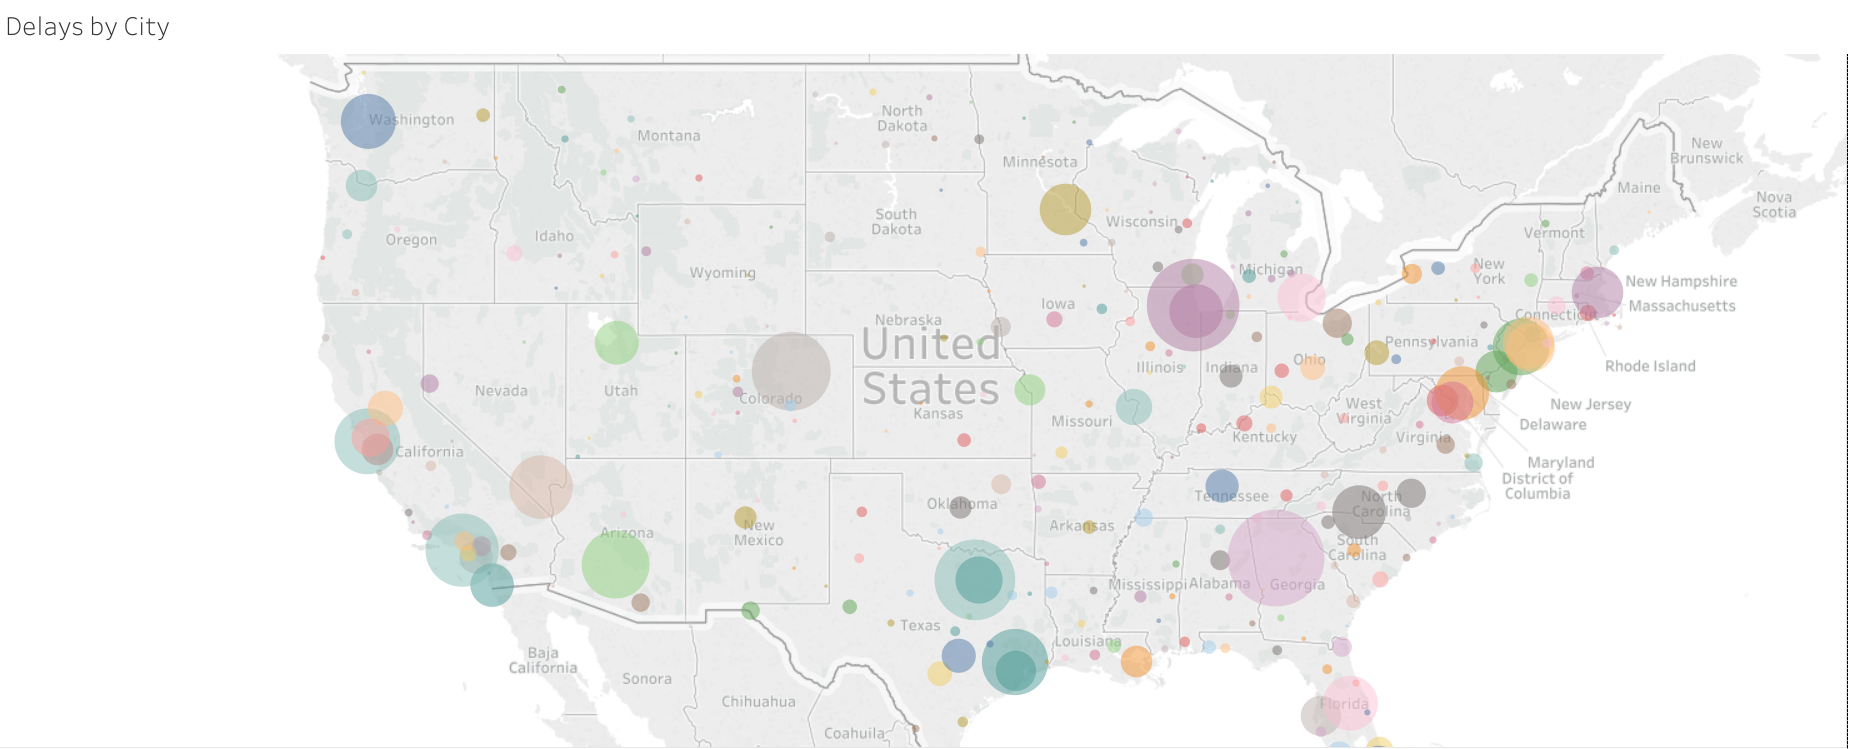 Delays by City
Washington
Montana
North
Dakota
Minnesota
New
Brunswick
Maine
Nova
Scotia
Oregon
Idaho
South
Dakota
Wisconsin
Vermont
Wyoming
Michigan
New
York
New Hampshire
Massachusetts
Iowa
Nebraska
Connecticut
United
States
Pennsylvania
Rhode Island
Nevada
Utah
Colorado
Kansas
Illinois
Indiana
Ohio
Missouri
West
Virginia
New Jersey
Delaware
California
Kentucky
Virginia
Maryland
District of
Columbia
Arizona
New
Mexico
Oklahoma
Arkansas
Tennessee
North
Carolina
South
Carolina
Mississippi
Alabama
Georgia
Texas
Louisiana
Baja
California
Sonora
Chihuahua
Coahuila
Florida